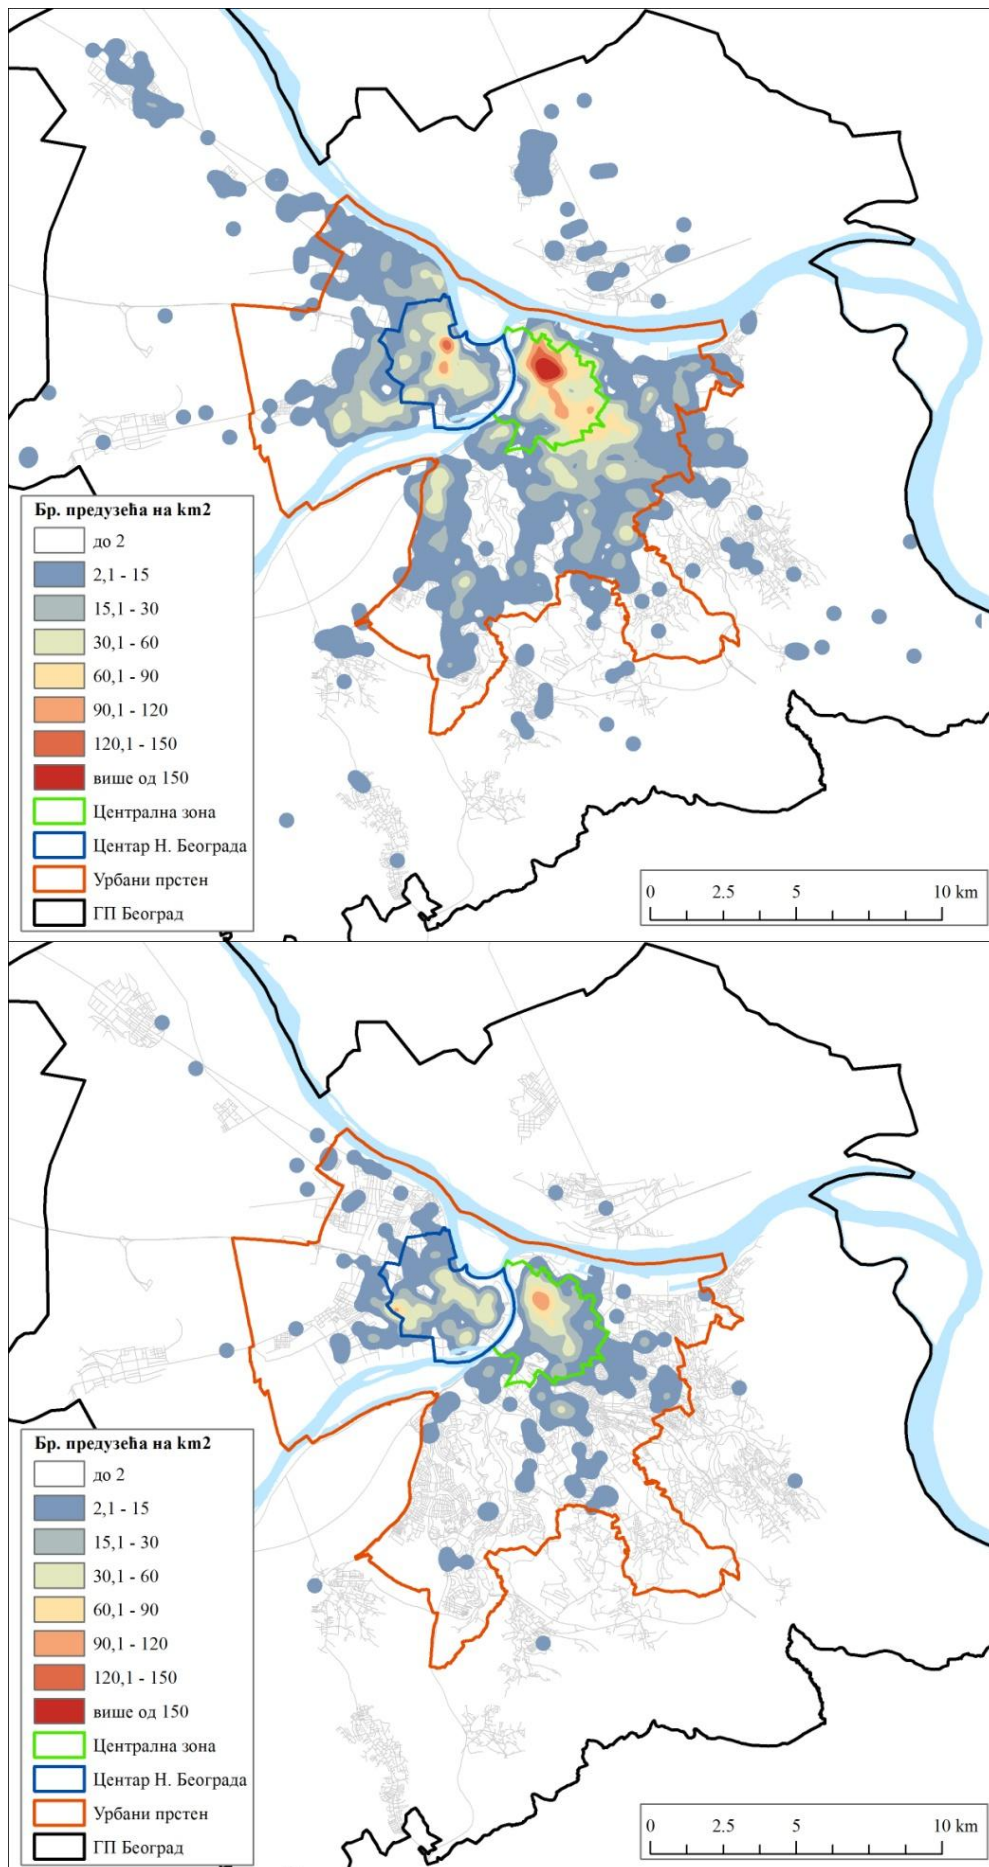 Бр. предузећа на km2
до 2
2,1 - 15
15,1 - 30
30,1 - 60
60,1 - 90
90,1 - 120
120,1 - 150
више од 150
Централна зона
Центар Н. Београда
Урбани прстен
ГП Београд
0 2.5 5 10 km
Бр. предузећа на km2
до 2
2,1 - 15
15,1 - 30
30,1 - 60
60,1 - 90
90,1 - 120
120,1 - 150
више од 150
Централна зона
Центар Н. Београда
Урбани прстен
ГП Београд
0 2.5 5 10 km